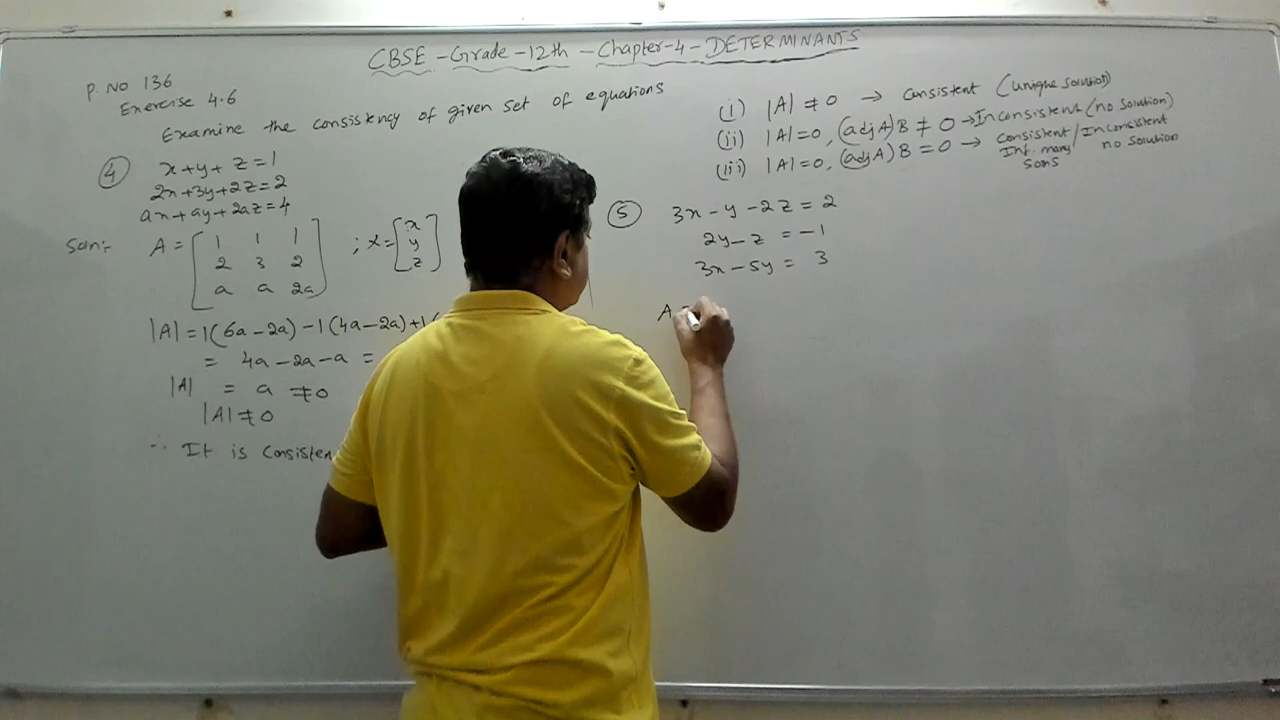 CBSE - Grade - 12th - Chapter - 4 - DETERMINANTS
P. NO 136
Exercise 4.6
Examine the consistency of given set of equations
4
x+y+z=1
2x+3y+2z=2
ax+ay+2az=4
Soln:-
A = [1 1 1
2 3 2
a a 2a]
; X = [x
y
z]
|A| = 1(6a-2a) - 1(4a-2a) + 1(
= 4a - 2a - a =
|A| = a ≠ 0
|A| ≠ 0
∴ It is Consisten
(i) |A| ≠ 0 → Consistent (Unique Solution)
(ii) |A| = 0, (adj A) B ≠ 0 → Inconsistent (no Solution)
(iii) |A| = 0, (adj A) B = 0 → Consistent / Inconsistent
Inf. many no Solution
Sons
5
3x - y - 2z = 2
2y - z = -1
3x - 5y = 3
A =